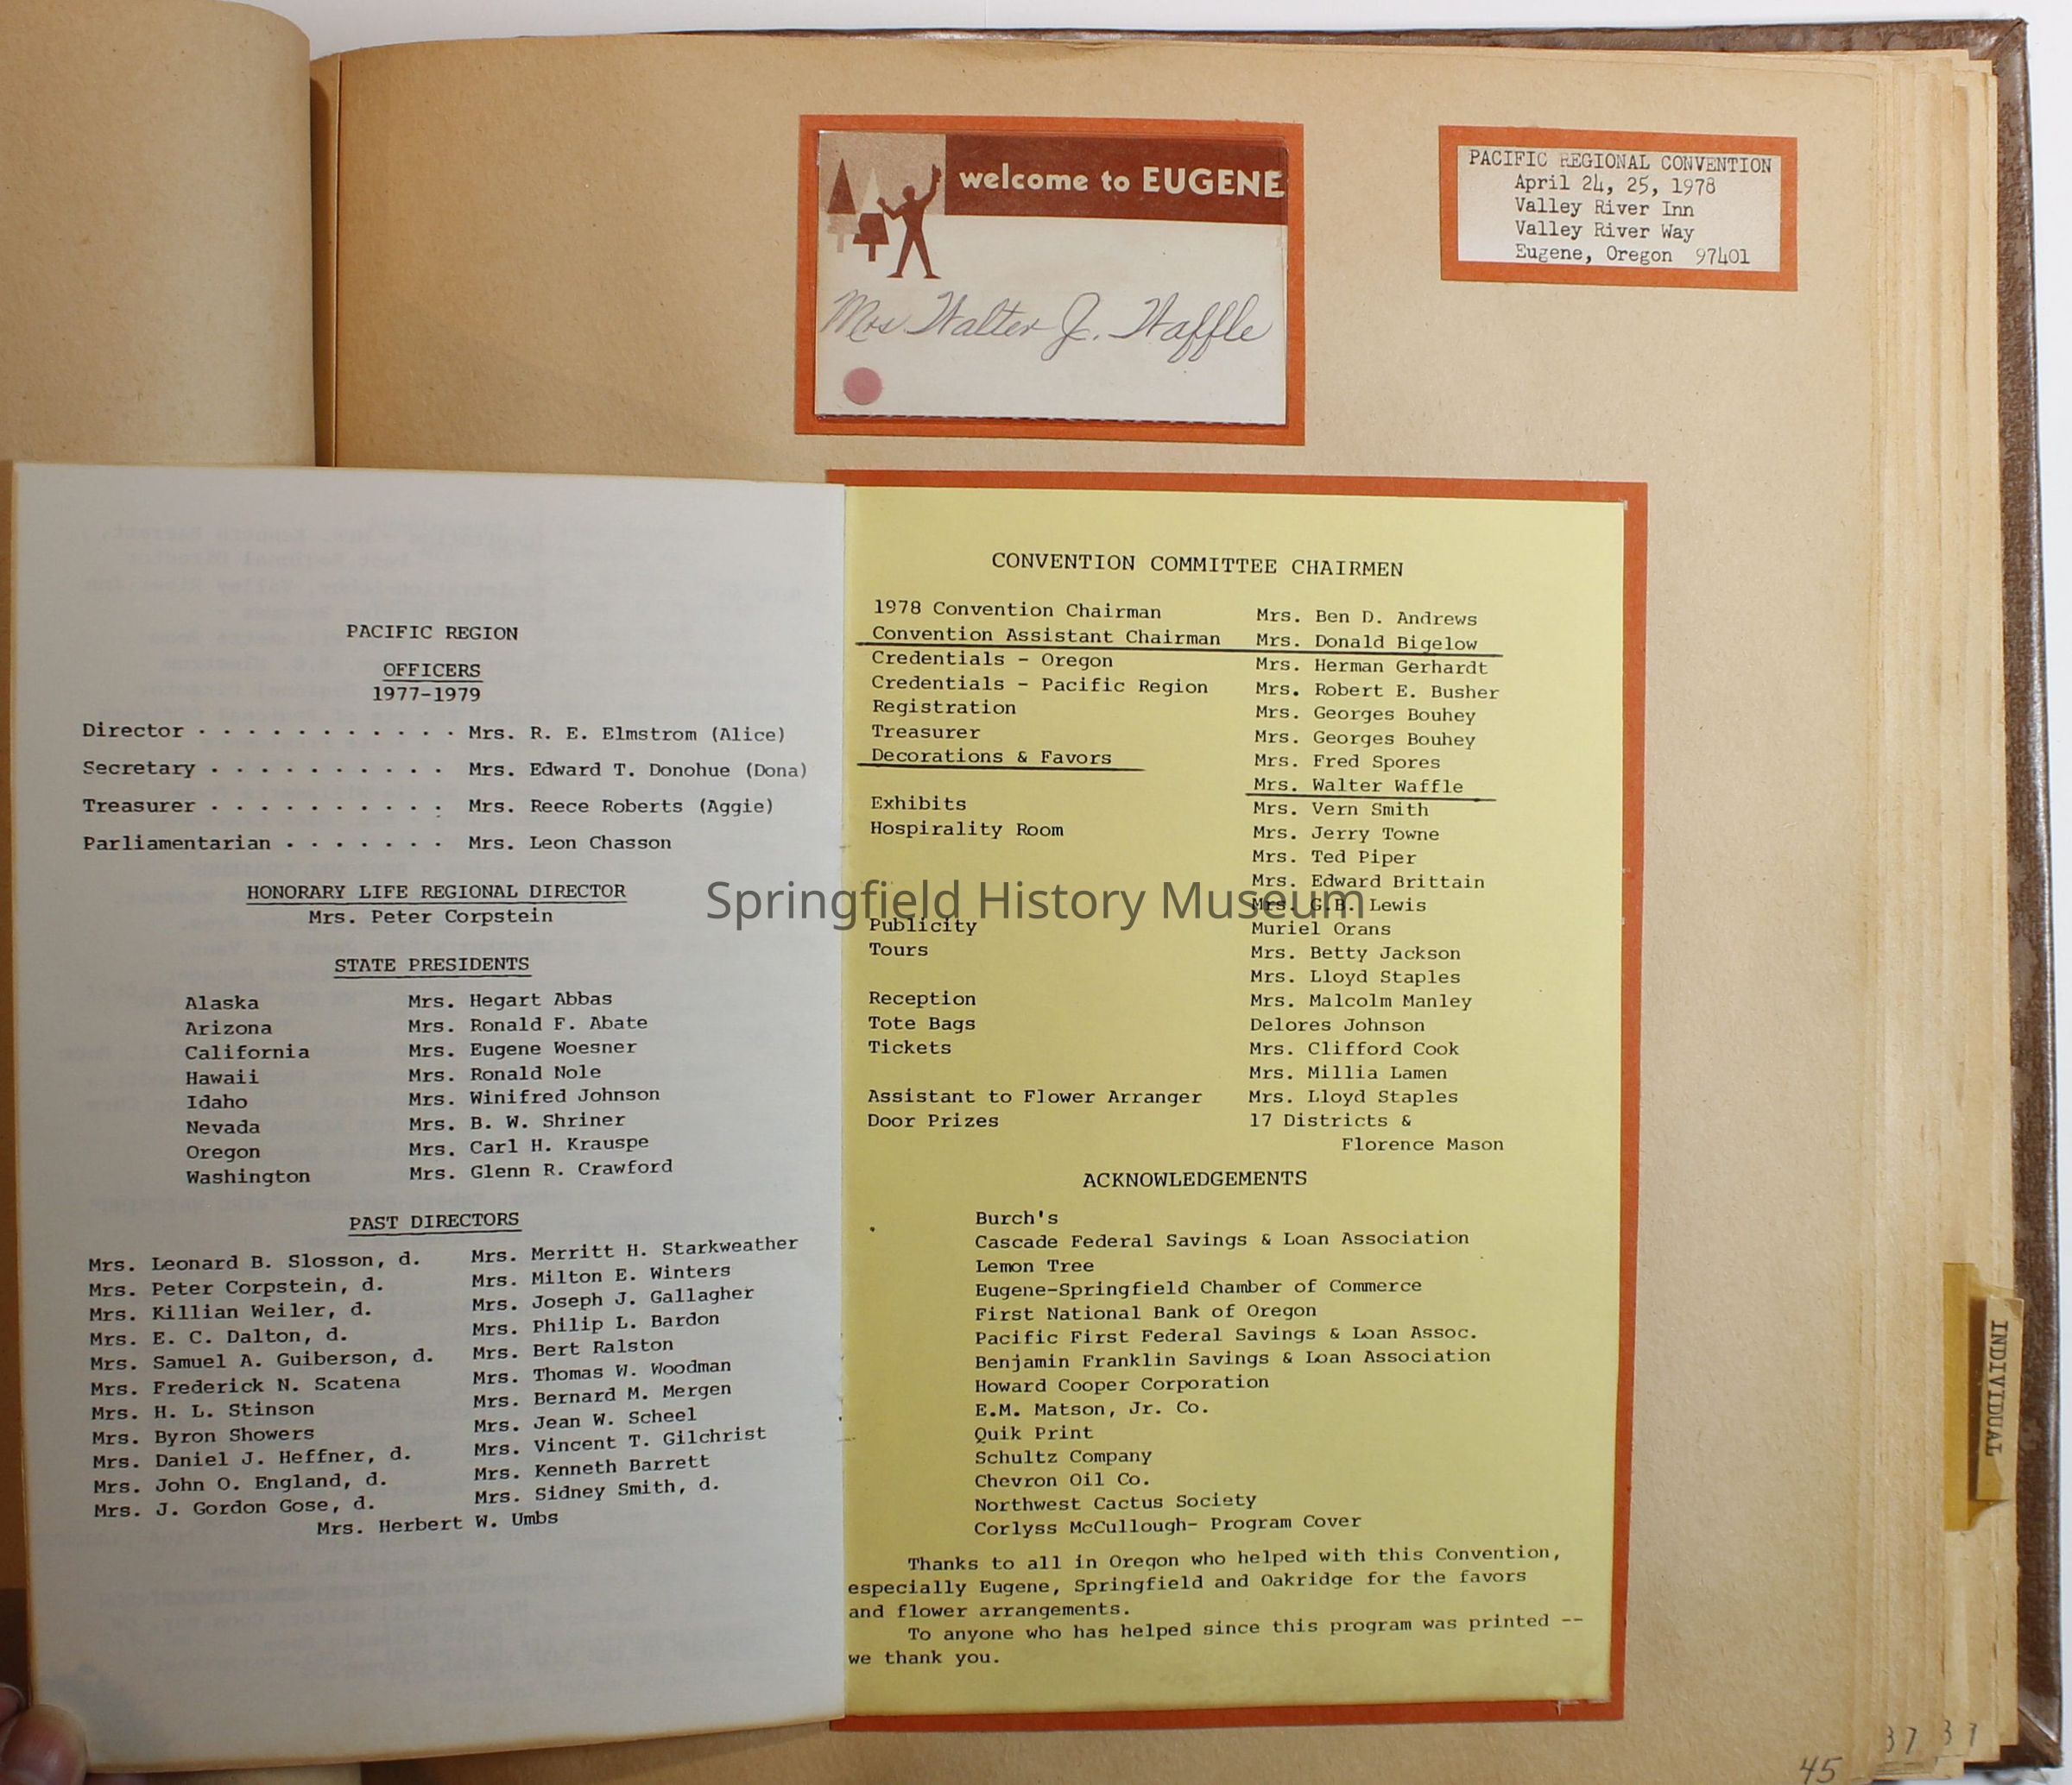 welcome to EUGENE
Mrs Walter J. Waffle
PACIFIC REGIONAL CONVENTION
April 24, 25, 1978
Valley River Inn
Valley River Way
Eugene, Oregon 97401
PACIFIC REGION
OFFICERS
1977-1979
Director . . . . . . . . . . . . Mrs. R. E. Elmstrom (Alice)
Secretary . . . . . . . . . . Mrs. Edward T. Donohue (Dona)
Treasurer . . . . . . . . . . Mrs. Reece Roberts (Aggie)
Parliamentarian . . . . . . . Mrs. Leon Chasson
HONORARY LIFE REGIONAL DIRECTOR
Mrs. Peter Corpstein
STATE PRESIDENTS
Alaska Mrs. Hegart Abbas
Arizona Mrs. Ronald F. Abate
California Mrs. Eugene Woesner
Hawaii Mrs. Ronald Nole
Idaho Mrs. Winifred Johnson
Nevada Mrs. B. W. Shriner
Oregon Mrs. Carl H. Krauspe
Washington Mrs. Glenn R. Crawford
PAST DIRECTORS
Mrs. Leonard B. Slosson, d. Mrs. Merritt H. Starkweather
Mrs. Peter Corpstein, d. Mrs. Milton E. Winters
Mrs. Killian Weiler, d. Mrs. Joseph J. Gallagher
Mrs. E. C. Dalton, d. Mrs. Philip L. Bardon
Mrs. Samuel A. Guiberson, d. Mrs. Bert Ralston
Mrs. Frederick N. Scatena Mrs. Thomas W. Woodman
Mrs. H. L. Stinson Mrs. Bernard M. Mergen
Mrs. Byron Showers Mrs. Jean W. Scheel
Mrs. Daniel J. Heffner, d. Mrs. Vincent T. Gilchrist
Mrs. John O. England, d. Mrs. Kenneth Barrett
Mrs. J. Gordon Gose, d. Mrs. Sidney Smith, d.
Mrs. Herbert W. Umbs
CONVENTION COMMITTEE CHAIRMEN
1978 Convention Chairman Mrs. Ben D. Andrews
Convention Assistant Chairman Mrs. Donald Bigelow
Credentials - Oregon Mrs. Herman Gerhardt
Credentials - Pacific Region Mrs. Robert E. Busher
Registration Mrs. Georges Bouhey
Treasurer Mrs. Georges Bouhey
Decorations & Favors Mrs. Fred Spores
Mrs. Walter Waffle
Exhibits Mrs. Vern Smith
Hospirality Room Mrs. Jerry Towne
Mrs. Ted Piper
Mrs. Edward Brittain
Mrs. G.B. Lewis
Publicity Muriel Orans
Tours Mrs. Betty Jackson
Mrs. Lloyd Staples
Reception Mrs. Malcolm Manley
Tote Bags Delores Johnson
Tickets Mrs. Clifford Cook
Mrs. Millia Lamen
Assistant to Flower Arranger Mrs. Lloyd Staples
Door Prizes 17 Districts &
Florence Mason
ACKNOWLEDGEMENTS
Burch's
Cascade Federal Savings & Loan Association
Lemon Tree
Eugene-Springfield Chamber of Commerce
First National Bank of Oregon
Pacific First Federal Savings & Loan Assoc.
Benjamin Franklin Savings & Loan Association
Howard Cooper Corporation
E.M. Matson, Jr. Co.
Quik Print
Schultz Company
Chevron Oil Co.
Northwest Cactus Society
Corlyss McCullough- Program Cover
Thanks to all in Oregon who helped with this Convention,
especially Eugene, Springfield and Oakridge for the favors
and flower arrangements.
To anyone who has helped since this program was printed --
we thank you.
Springfield History Museum
INDIVIDUAL
45
37
37